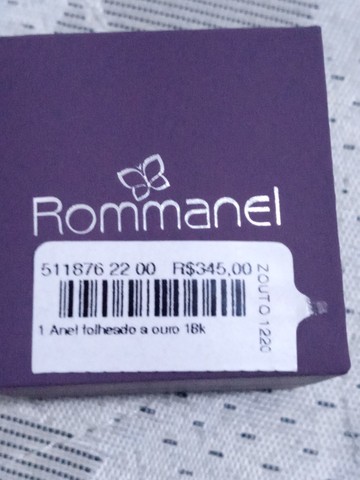 Rommanel
511876 22 00 R$345,00
1 Anel folheado a ouro 18k
ZOUTO 1220